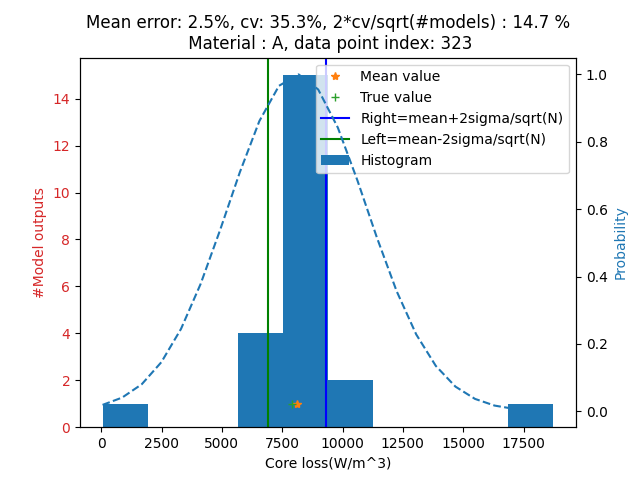 Mean error: 2.5%, cv: 35.3%, 2*cv/sqrt(#models) : 14.7 %
Material : A, data point index: 323
#Model outputs
14
12
10
8
6
4
2
0
Mean value
True value
Right=mean+2sigma/sqrt(N)
Left=mean-2sigma/sqrt(N)
Histogram
1.0
0.8
0.6
0.4
0.2
0.0
Probability
0 2500 5000 7500 10000 12500 15000 17500
Core loss(W/m^3)